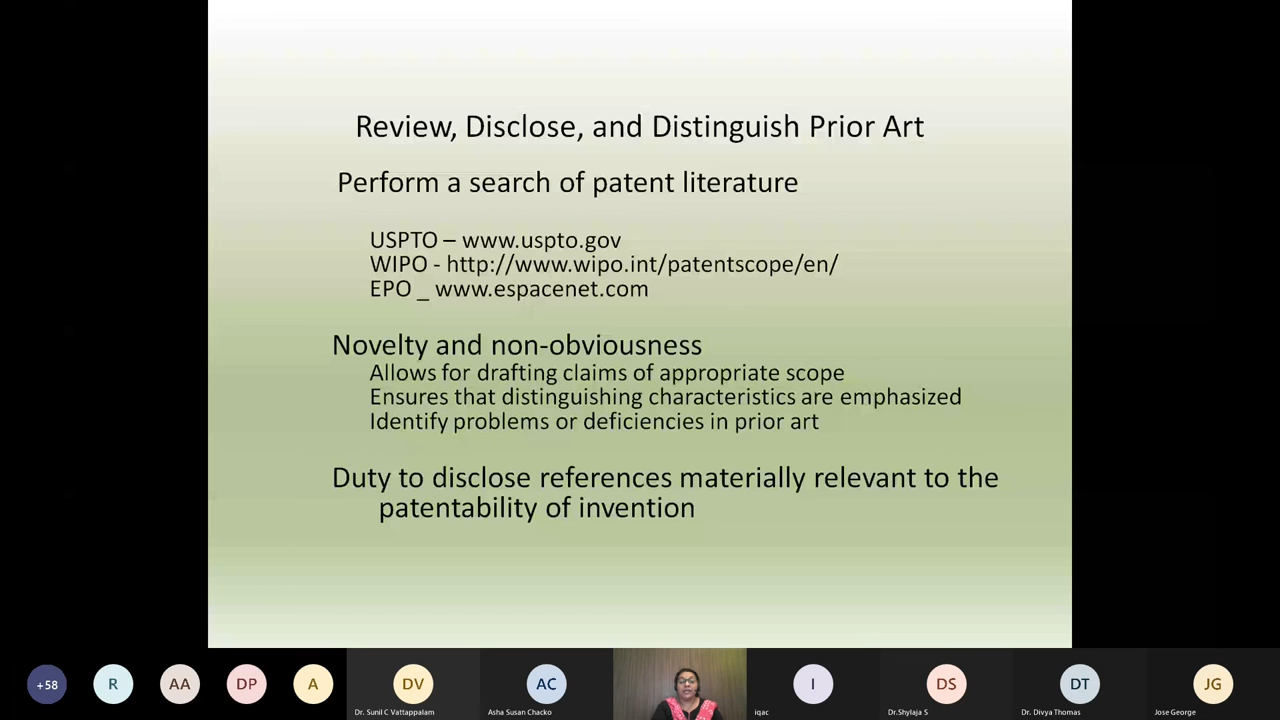 Review, Disclose, and Distinguish Prior Art
Perform a search of patent literature
USPTO – www.uspto.gov
WIPO - http://www.wipo.int/patentscope/en/
EPO _ www.espacenet.com
Novelty and non-obviousness
Allows for drafting claims of appropriate scope
Ensures that distinguishing characteristics are emphasized
Identify problems or deficiencies in prior art
Duty to disclose references materially relevant to the
patentability of invention
+58 R AA DP A DV AC I DS DT JG
Dr. Sunil C Vattappalam Asha Susan Chacko iqac Dr.Shylaja S Dr. Divya Thomas Jose George